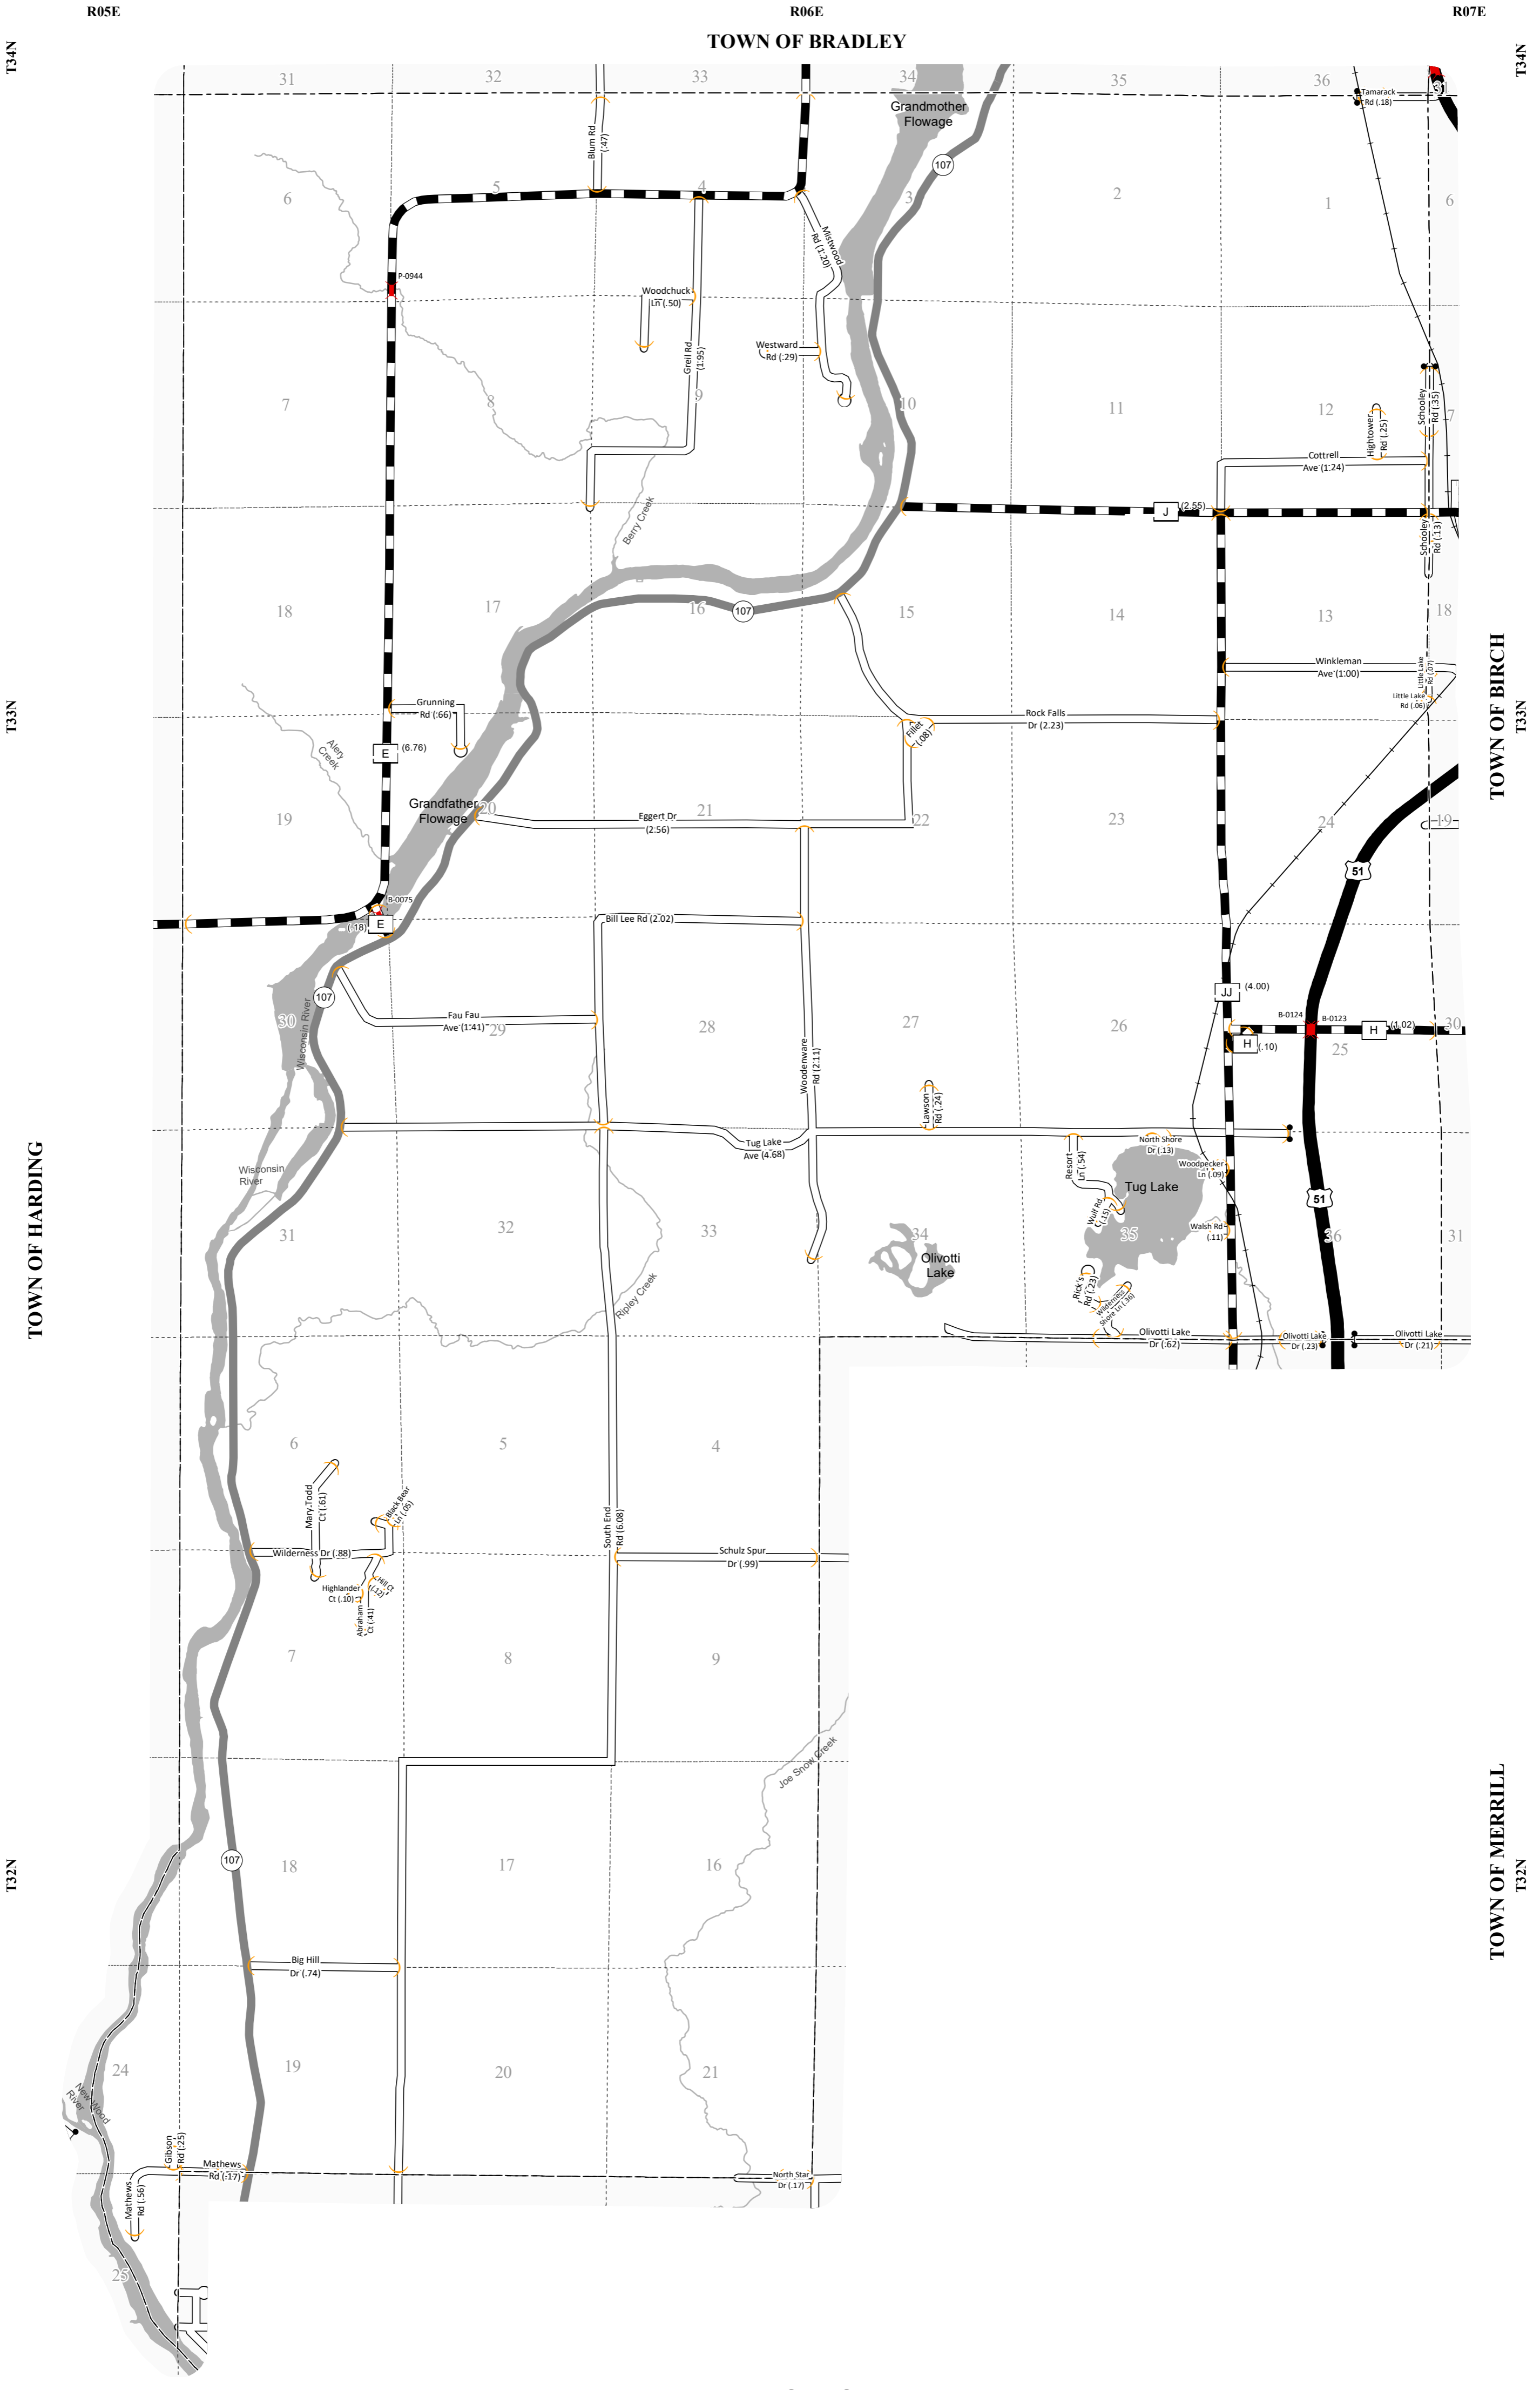 R05E
R06E
R07E
TOWN OF BRADLEY
T34N
T34N
31
32
33
34
35
36
Grandmother
Flowage
Tamarack
Rd (.18)
Blum Rd
(.47)
107
6
5
4
3
2
1
6
Mistwood
Rd (1.20)
P-0944
Woodchuck
Ln (.50)
Greil Rd
(1.95)
Westward
Rd (.29)
7
8
9
10
11
12
7
Hightower
Rd (.25)
Schooley
Rd (.35)
Cottrell
Ave (1.24)
J
(2.55)
Schooley
Rd (.13)
Berry Creek
18
17
16
107
15
14
13
18
TOWN OF BIRCH
Winkleman
Ave (1.00)
Little Lake
Rd (.07)
Little Lake
Rd (.06)
T33N
T33N
Grunning
Rd (.66)
Rock Falls
Dr (2.23)
Fillet
(.08)
Alery
Creek
E
(6.76)
Grandfather
Flowage
19
20
21
22
23
24
19
Eggert Dr
(2.56)
51
B-0075
E
(.18)
Bill Lee Rd (2.02)
107
JJ
(4.00)
Wisconsin River
Fau Fau
Ave (1.41)
30
29
28
27
26
25
30
B-0124
B-0123
H
(1.02)
H
(.10)
Woodenware
Rd (2.11)
Lawson
Rd (.24)
Tug Lake
Ave (4.68)
North Shore
Dr (.13)
Resort
Ln (.54)
Woodpecker
Ln (.09)
Wisconsin
River
Tug Lake
51
Wulf Rd
(.15)
Walsh Rd
(.11)
TOWN OF HARDING
31
32
33
34
35
36
31
Olivotti
Lake
Ripley Creek
Rick's
Rd (.23)
Wilderness
Shore Ln (.36)
Olivotti Lake
Dr (.62)
Olivotti Lake
Dr (.23)
Olivotti Lake
Dr (.21)
6
5
4
Mary Todd
Ct (.61)
Black Bear
Ln (.05)
South End
Rd (6.08)
Wilderness Dr (.88)
Schulz Spur
Dr (.99)
Highlander
Ct (.10)
Hill Ct
(.12)
Abraham
Ct (.41)
7
8
9
Joe Snow Creek
TOWN OF MERRILL
T32N
T32N
107
18
17
16
Big Hill
Dr (.74)
24
19
20
21
New Wood
River
Gibson
Rd (.25)
Mathews
Rd (.17)
Mathews
Rd (.56)
North Star
Dr (.17)
25